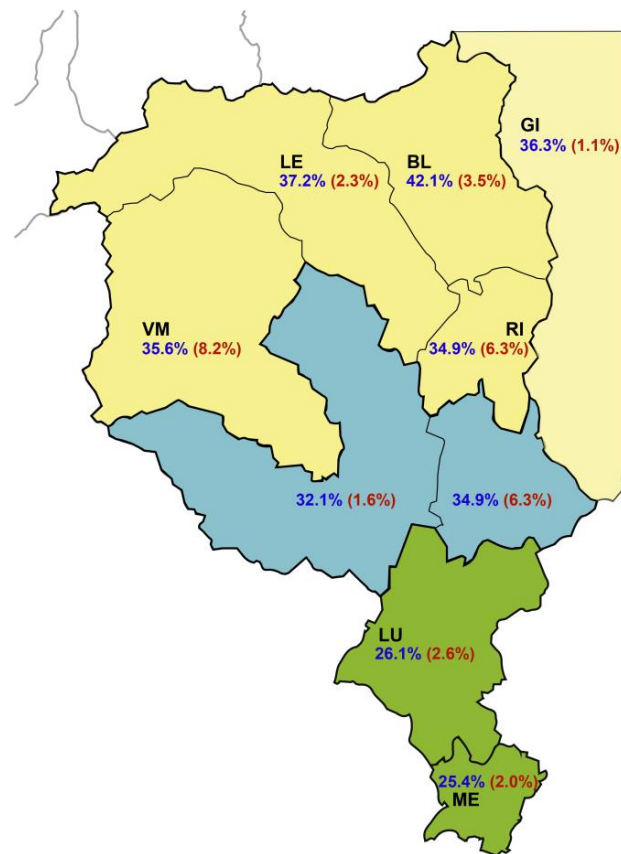 GI
36.3% (1.1%)
LE
37.2% (2.3%)
BL
42.1% (3.5%)
VM
35.6% (8.2%)
RI
34.9% (6.3%)
32.1% (1.6%)
34.9% (6.3%)
LU
26.1% (2.6%)
25.4% (2.0%)
ME